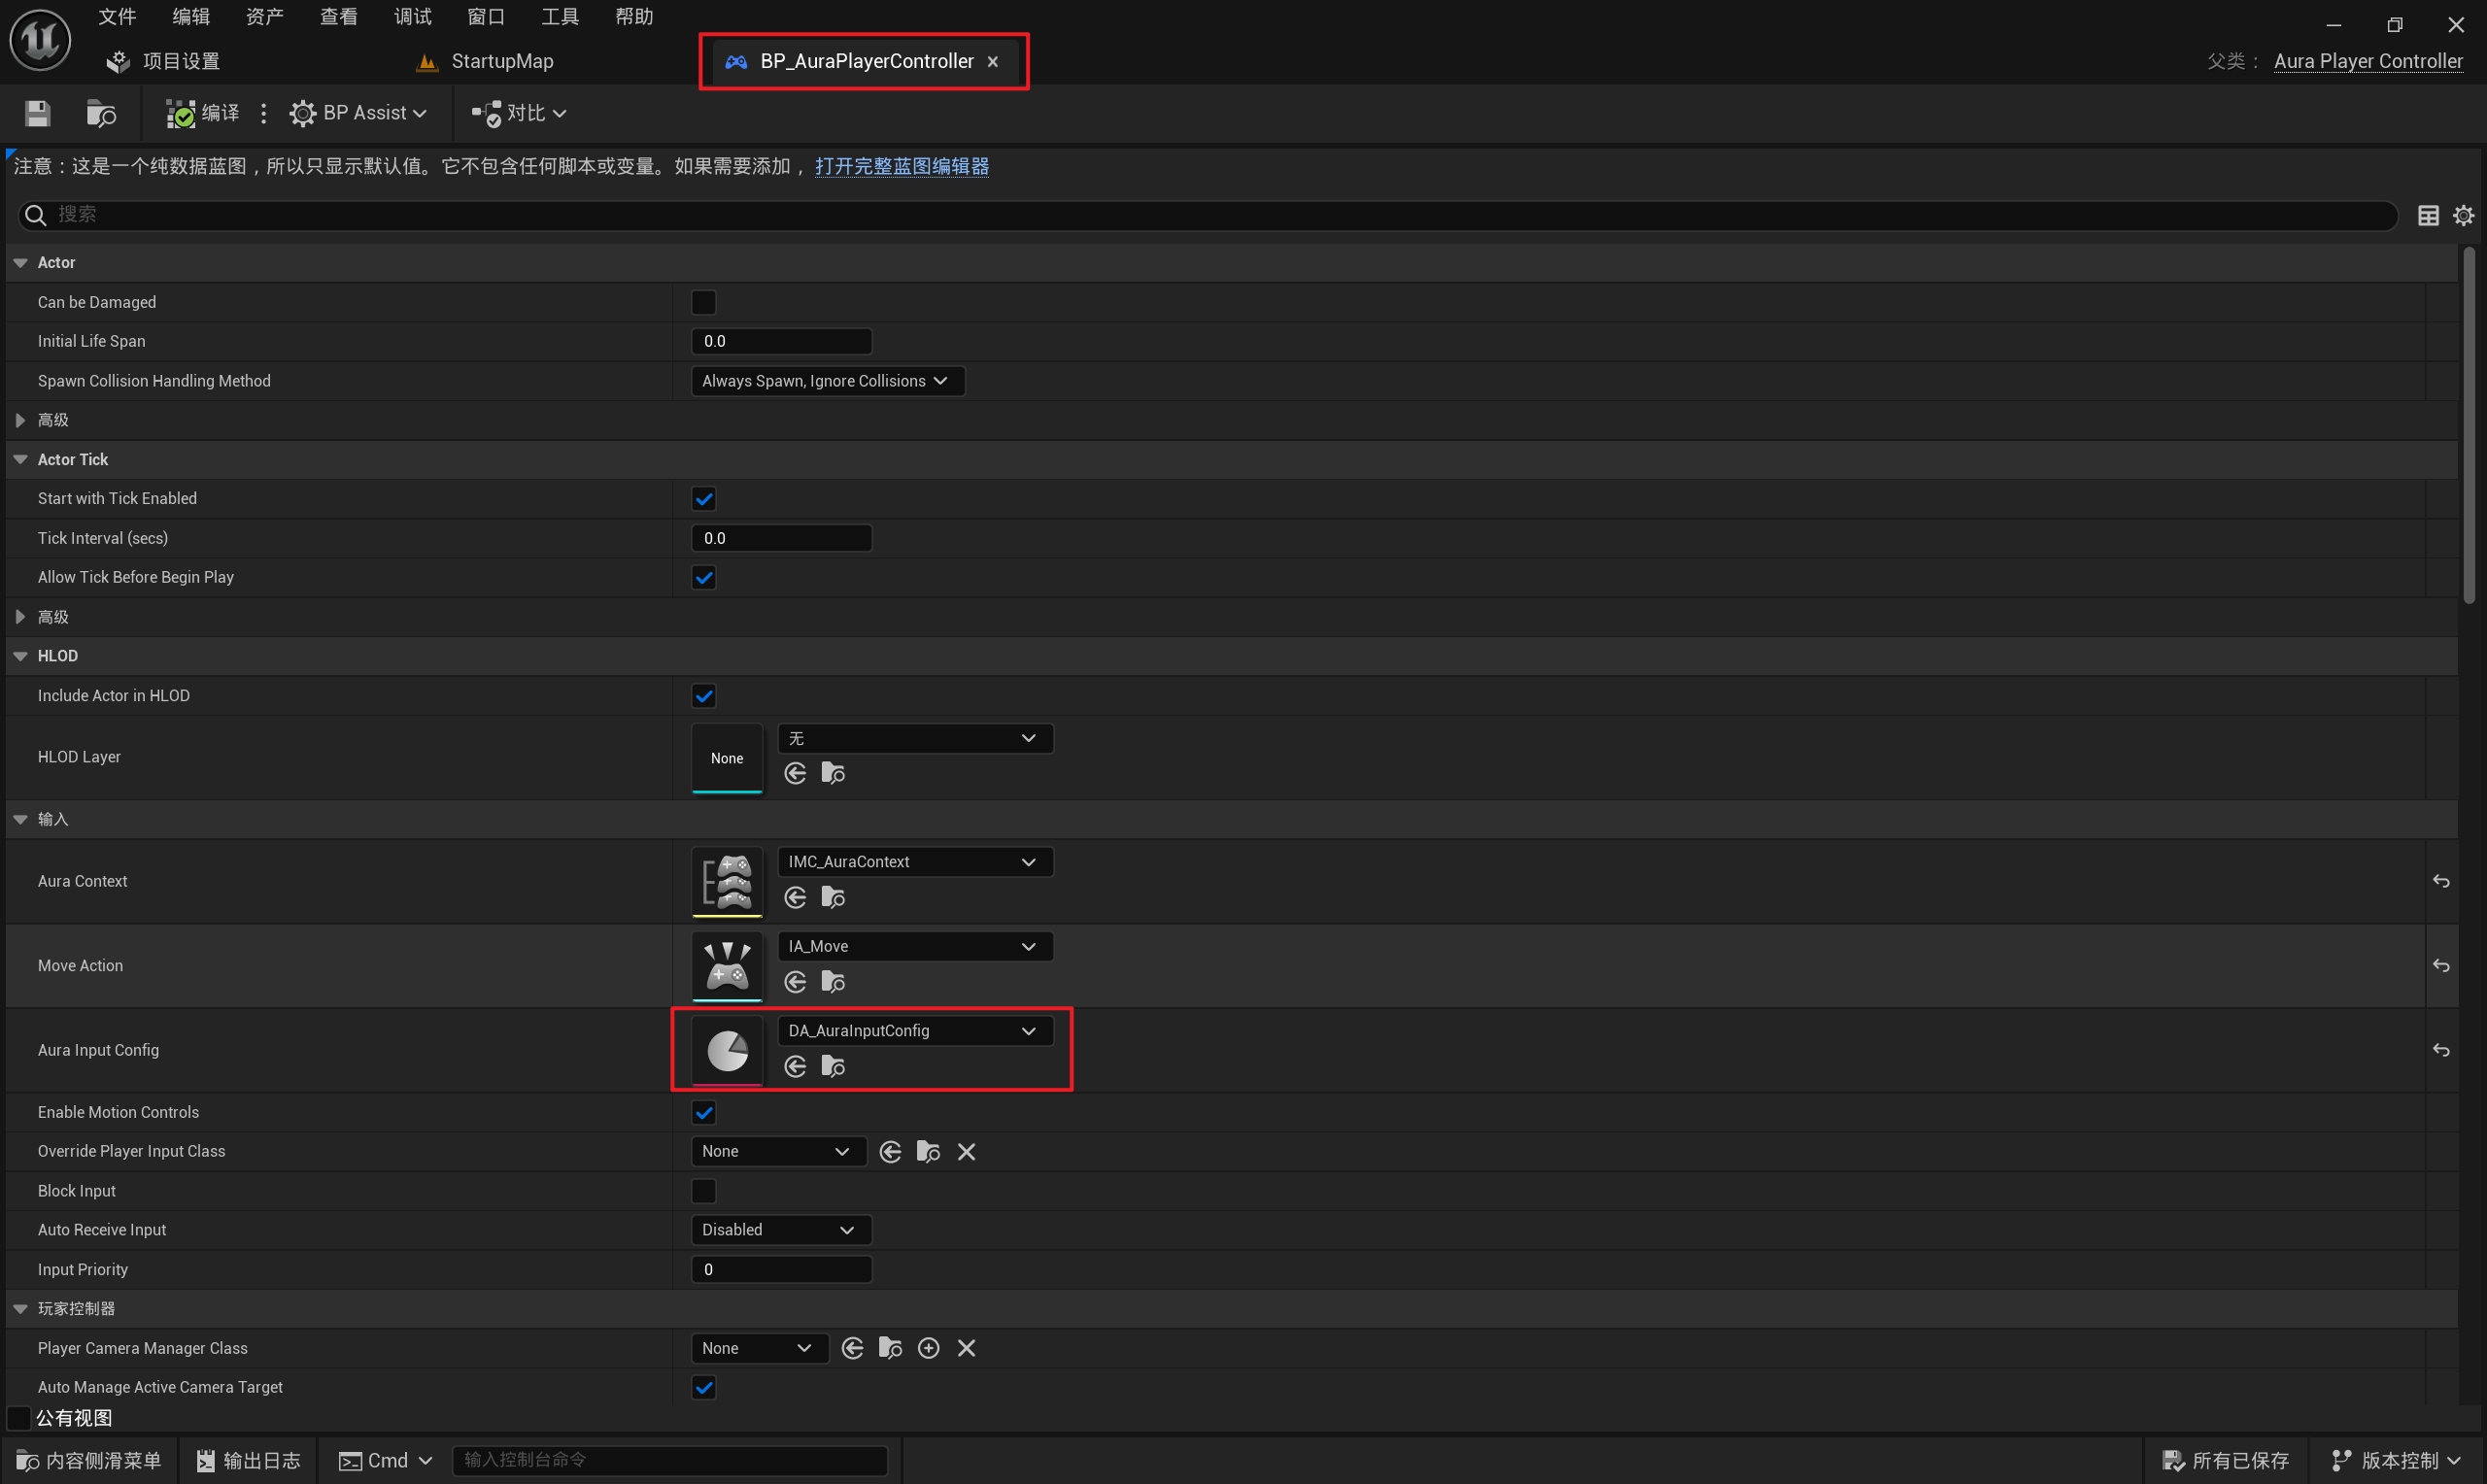 文件 编辑 资产 查看 调试 窗口 工具 帮助
项目设置 StartupMap BP_AuraPlayerController 父类： Aura Player Controller
编译 BP Assist 对比
注意：这是一个纯数据蓝图，所以只显示默认值。它不包含任何脚本或变量。如果需要添加， 打开完整蓝图编辑器
搜索
Actor
Can be Damaged
Initial Life Span 0.0
Spawn Collision Handling Method Always Spawn, Ignore Collisions
高级
Actor Tick
Start with Tick Enabled
Tick Interval (secs) 0.0
Allow Tick Before Begin Play
高级
HLOD
Include Actor in HLOD
HLOD Layer None 无
输入
Aura Context IMC_AuraContext
Move Action IA_Move
Aura Input Config DA_AuraInputConfig
Enable Motion Controls
Override Player Input Class None
Block Input
Auto Receive Input Disabled
Input Priority 0
玩家控制器
Player Camera Manager Class None
Auto Manage Active Camera Target
公有视图
内容侧滑菜单 输出日志 Cmd 输入控制台命令 所有已保存 版本控制